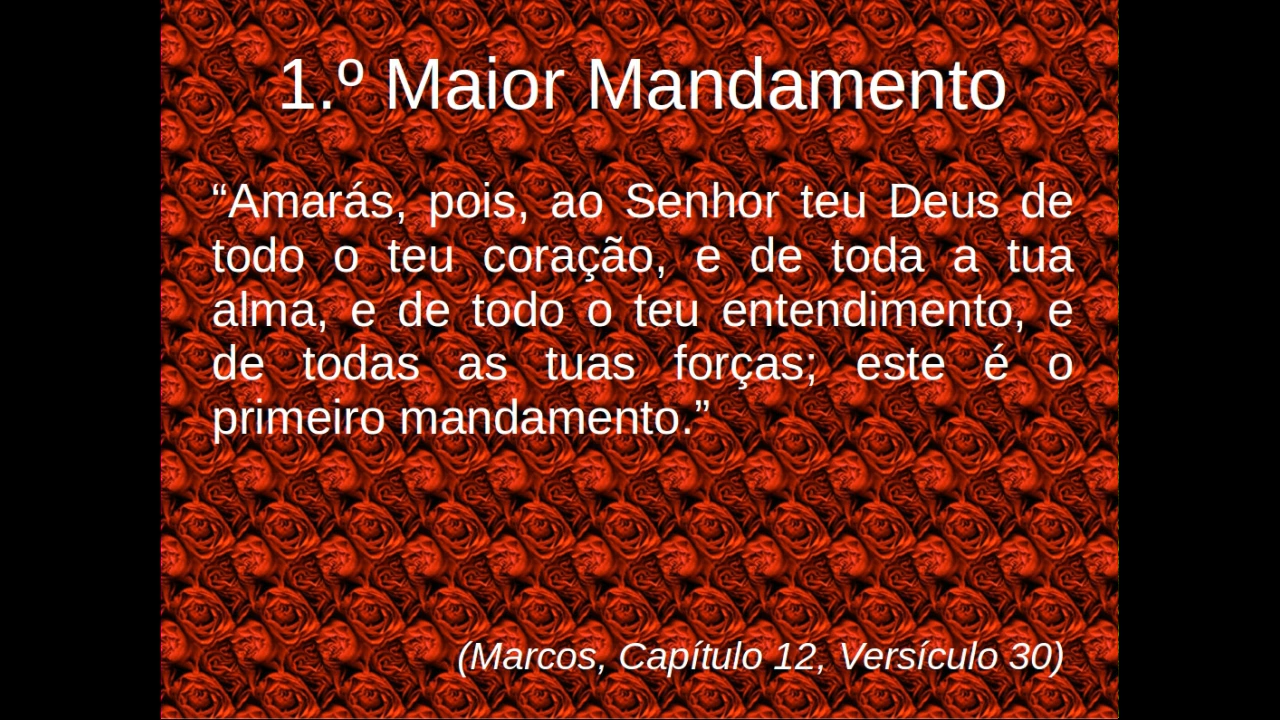 1.º Maior Mandamento
“Amarás, pois, ao Senhor teu Deus de
todo o teu coração, e de toda a tua
alma, e de todo o teu entendimento, e
de todas as tuas forças; este é o
primeiro mandamento.”
(Marcos, Capítulo 12, Versículo 30)